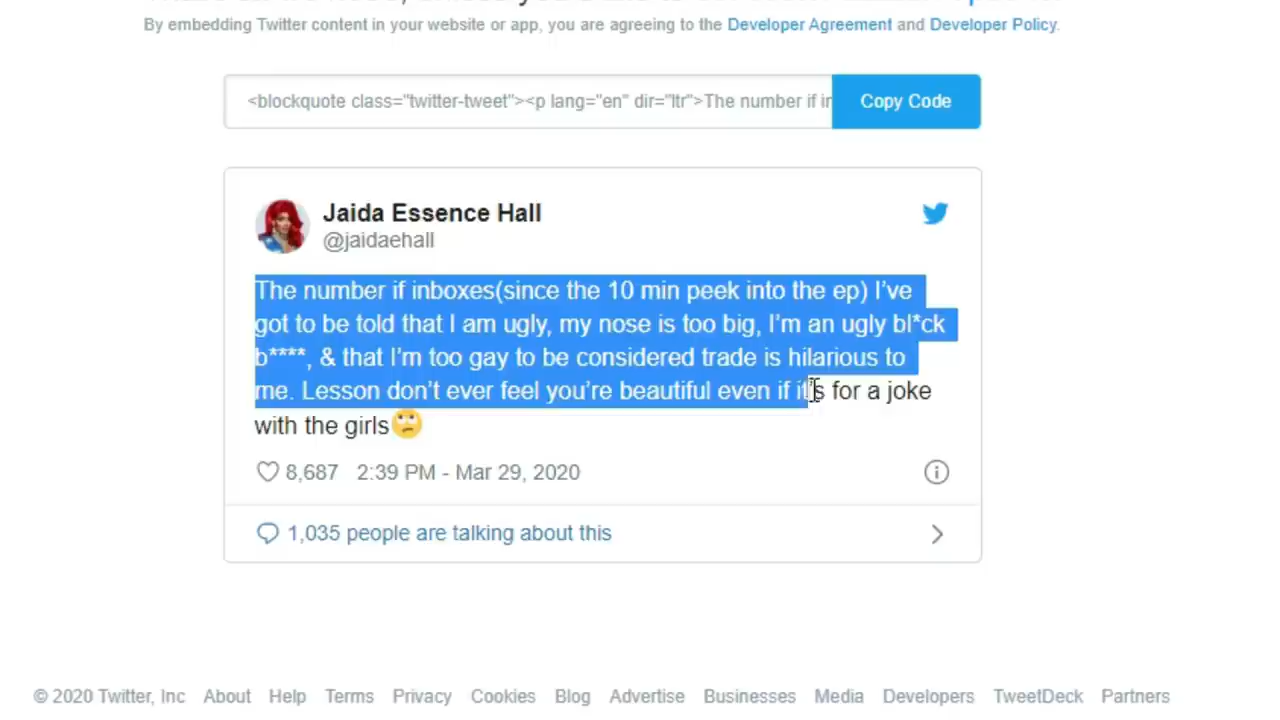 By embedding Twitter content in your website or app, you are agreeing to the Developer Agreement and Developer Policy.
<blockquote class="twitter-tweet"><p lang="en" dir="ltr">The number if in
Copy Code
Jaida Essence Hall
@jaidaehall
The number if inboxes(since the 10 min peek into the ep) I've
got to be told that I am ugly, my nose is too big, I'm an ugly bl*ck
b****, & that I'm too gay to be considered trade is hilarious to
me. Lesson don't ever feel you're beautiful even if it's for a joke
with the girls🙄
8,687 2:39 PM - Mar 29, 2020
1,035 people are talking about this
© 2020 Twitter, Inc About Help Terms Privacy Cookies Blog Advertise Businesses Media Developers TweetDeck Partners